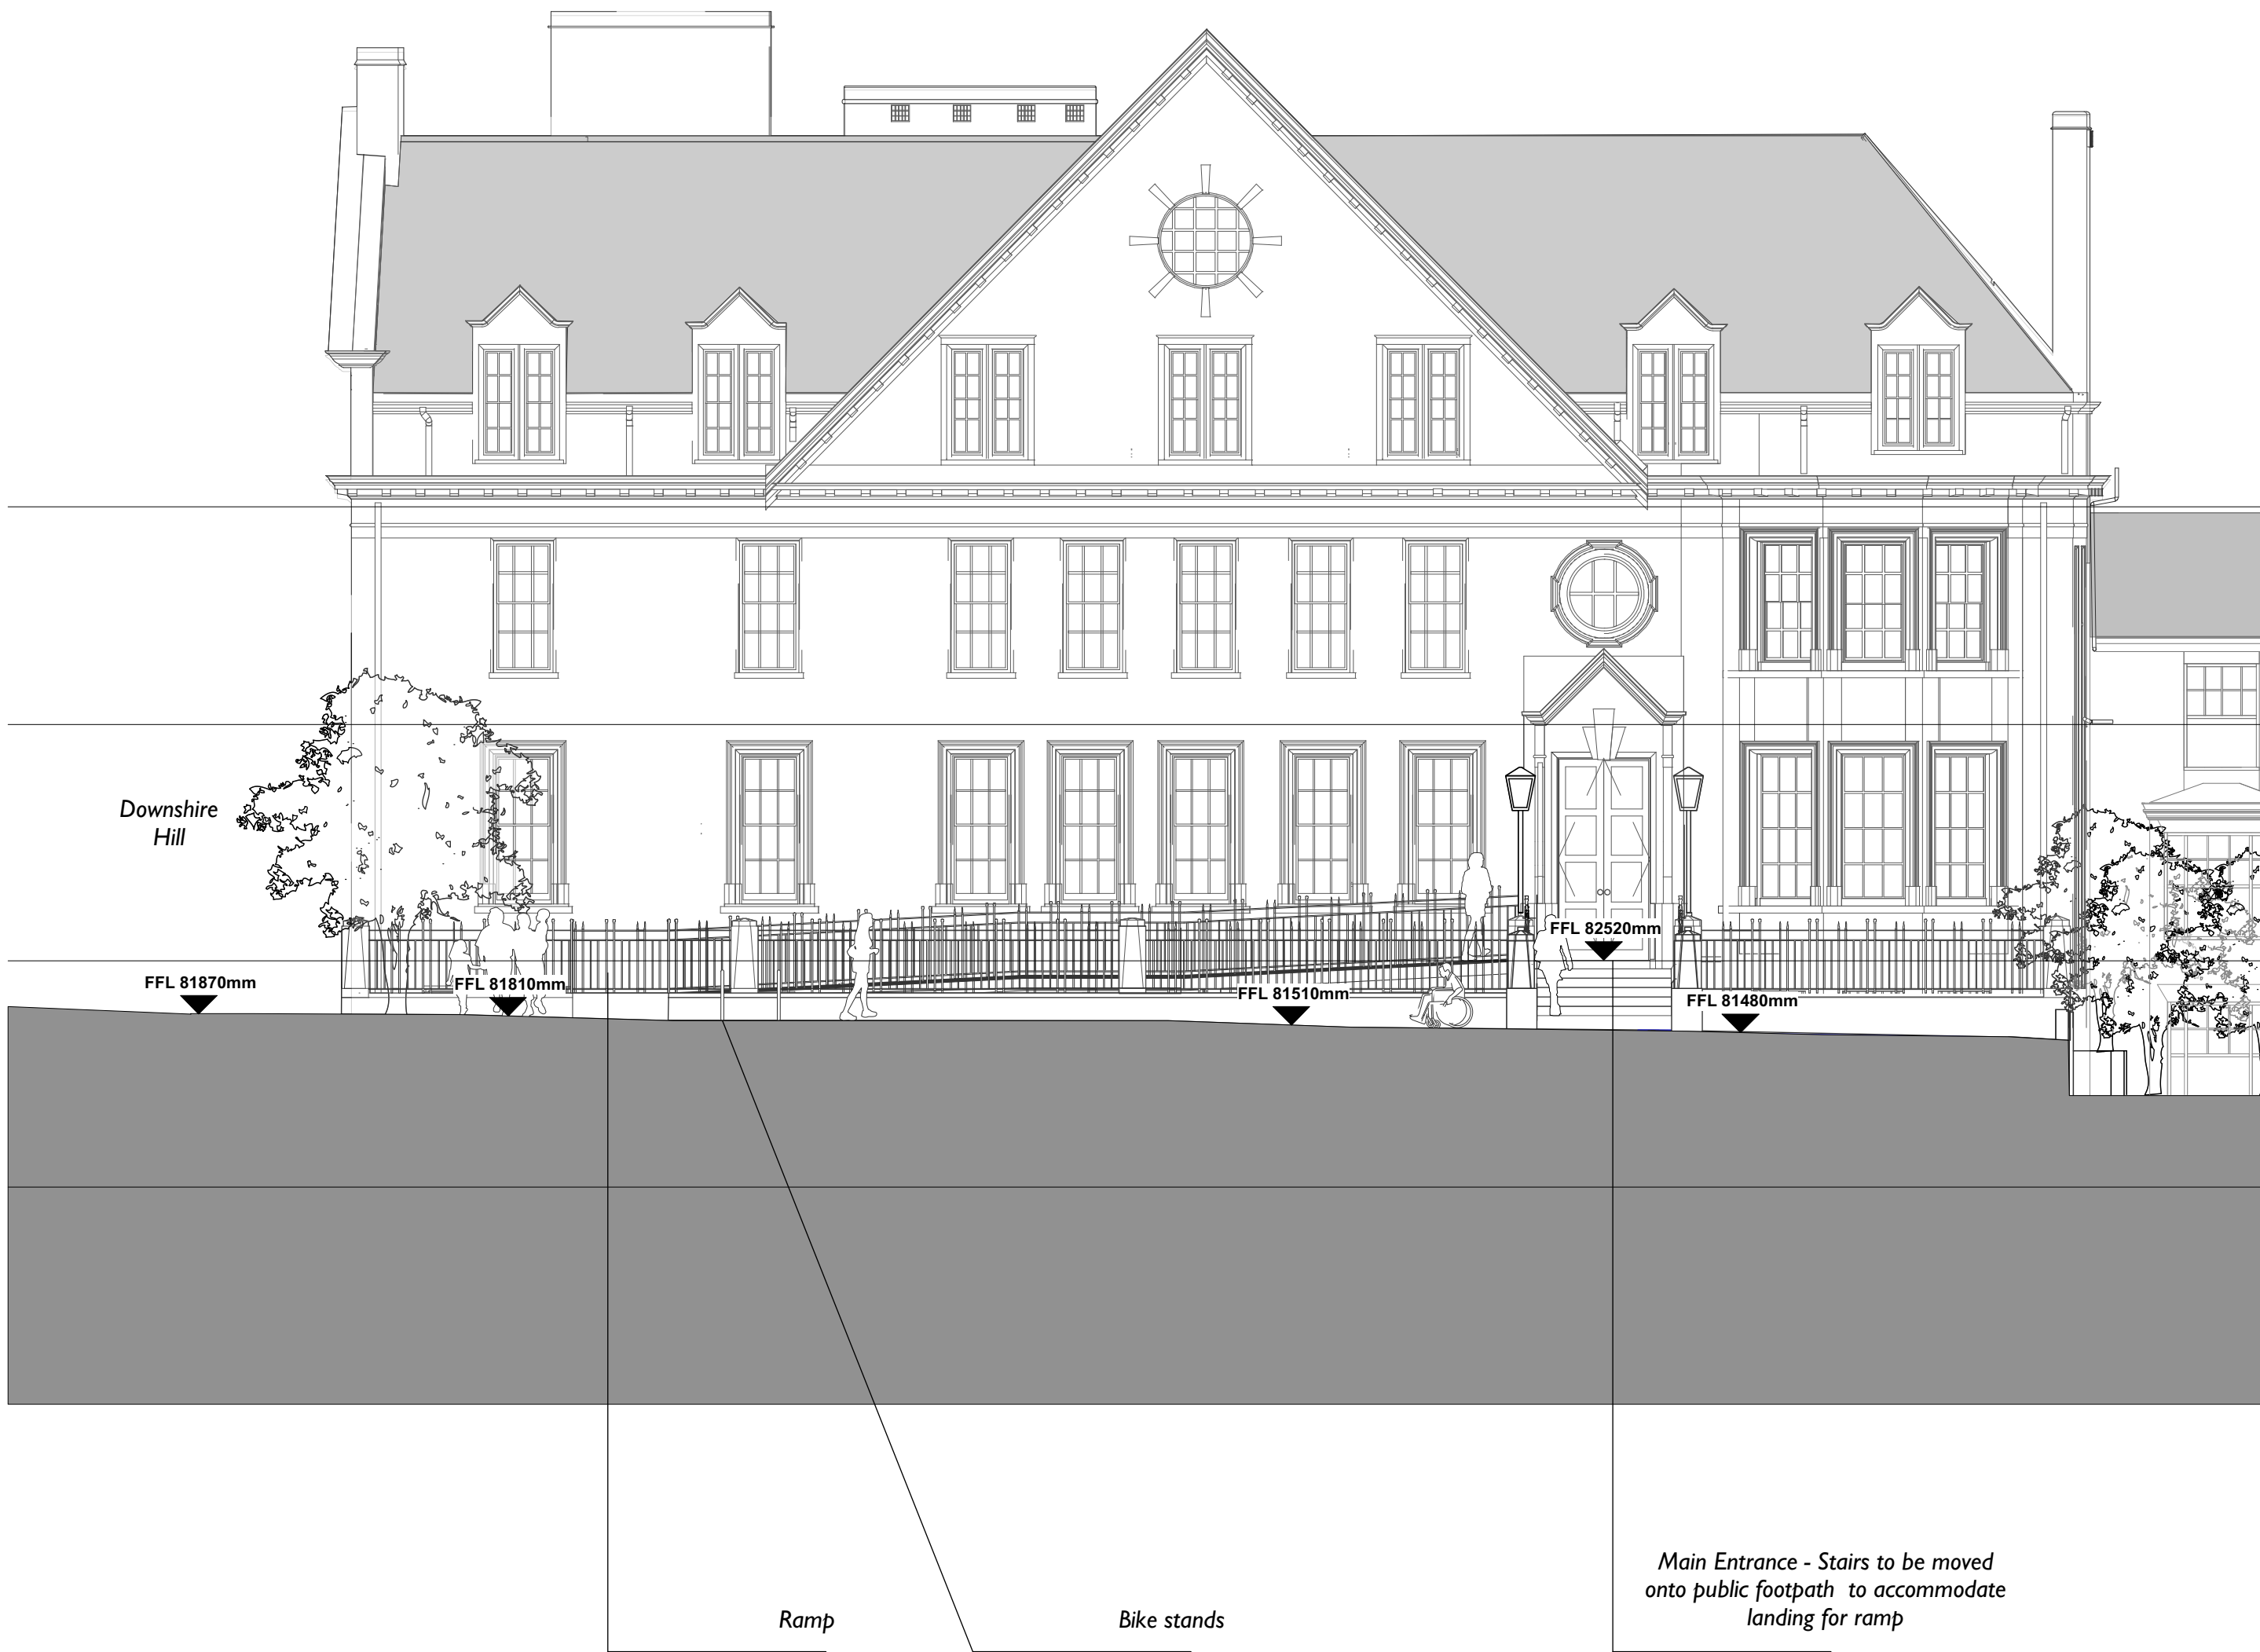 Downshire
Hill
FFL 81870mm
FFL 81810mm
FFL 81510mm
FFL 82520mm
FFL 81480mm
Ramp
Bike stands
Main Entrance - Stairs to be moved
onto public footpath to accommodate
landing for ramp